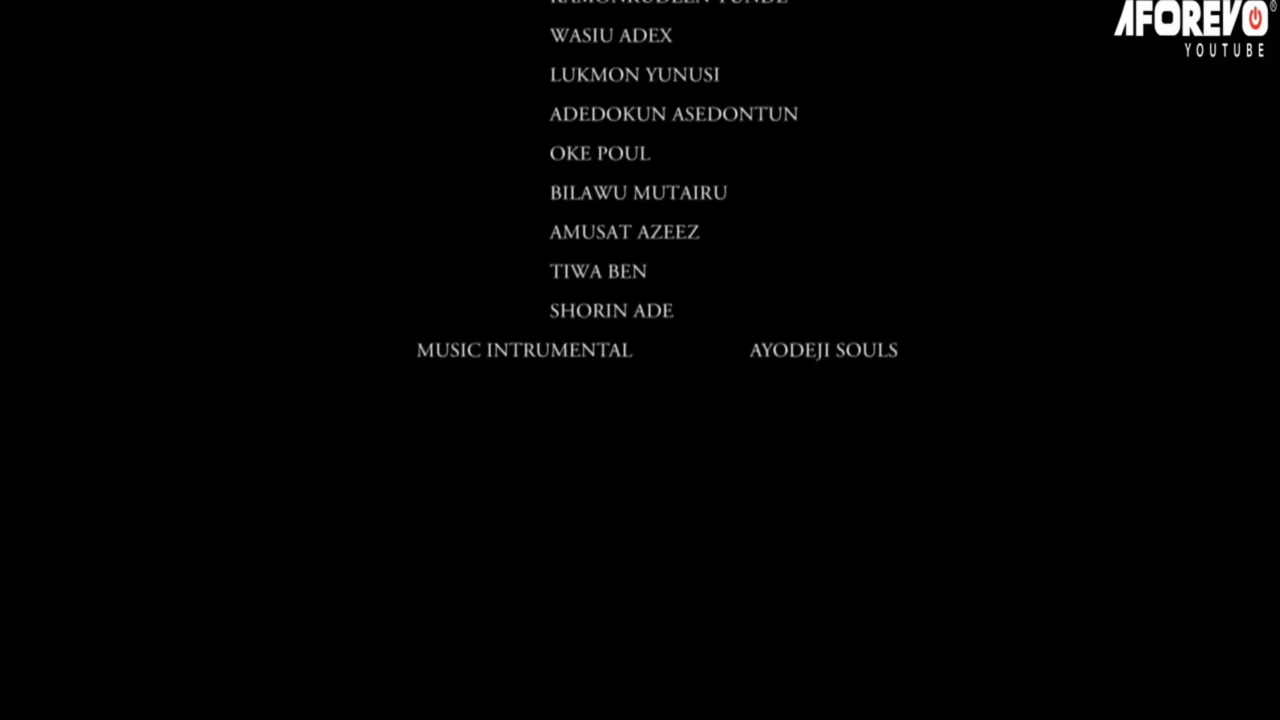 AFOREVO
YOUTUBE
WASIU ADEX
LUKMON YUNUSI
ADEDOKUN ASEDONTUN
OKE POUL
BILAWU MUTAIRU
AMUSAT AZEEZ
TIWA BEN
SHORIN ADE
MUSIC INTRUMENTAL AYODEJI SOULS